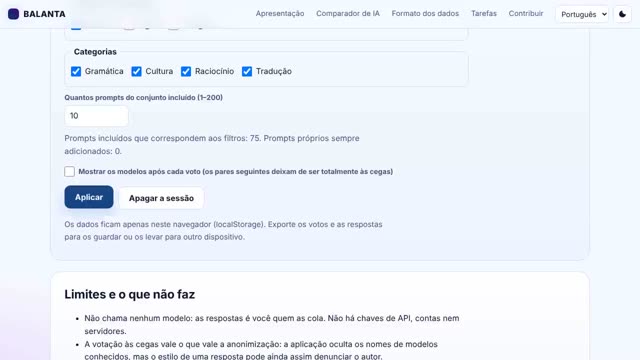 BALANTA
Apresentação Comparador de IA Formato dos dados Tarefas Contribuir Português
Categorias
Gramática Cultura Raciocínio Tradução
Quantos prompts do conjunto incluído (1–200)
10
Prompts incluídos que correspondem aos filtros: 75. Prompts próprios sempre
adicionados: 0.
Mostrar os modelos após cada voto (os pares seguintes deixam de ser totalmente às cegas)
Aplicar Apagar a sessão
Os dados ficam apenas neste navegador (localStorage). Exporte os votos e as respostas
para os guardar ou os levar para outro dispositivo.
Limites e o que não faz
Não chama nenhum modelo: as respostas é você quem as cola. Não há chaves de API, contas nem
servidores.
A votação às cegas vale o que vale a anonimização: a aplicação oculta os nomes de modelos
conhecidos, mas o estilo de uma resposta pode ainda assim denunciar o autor.